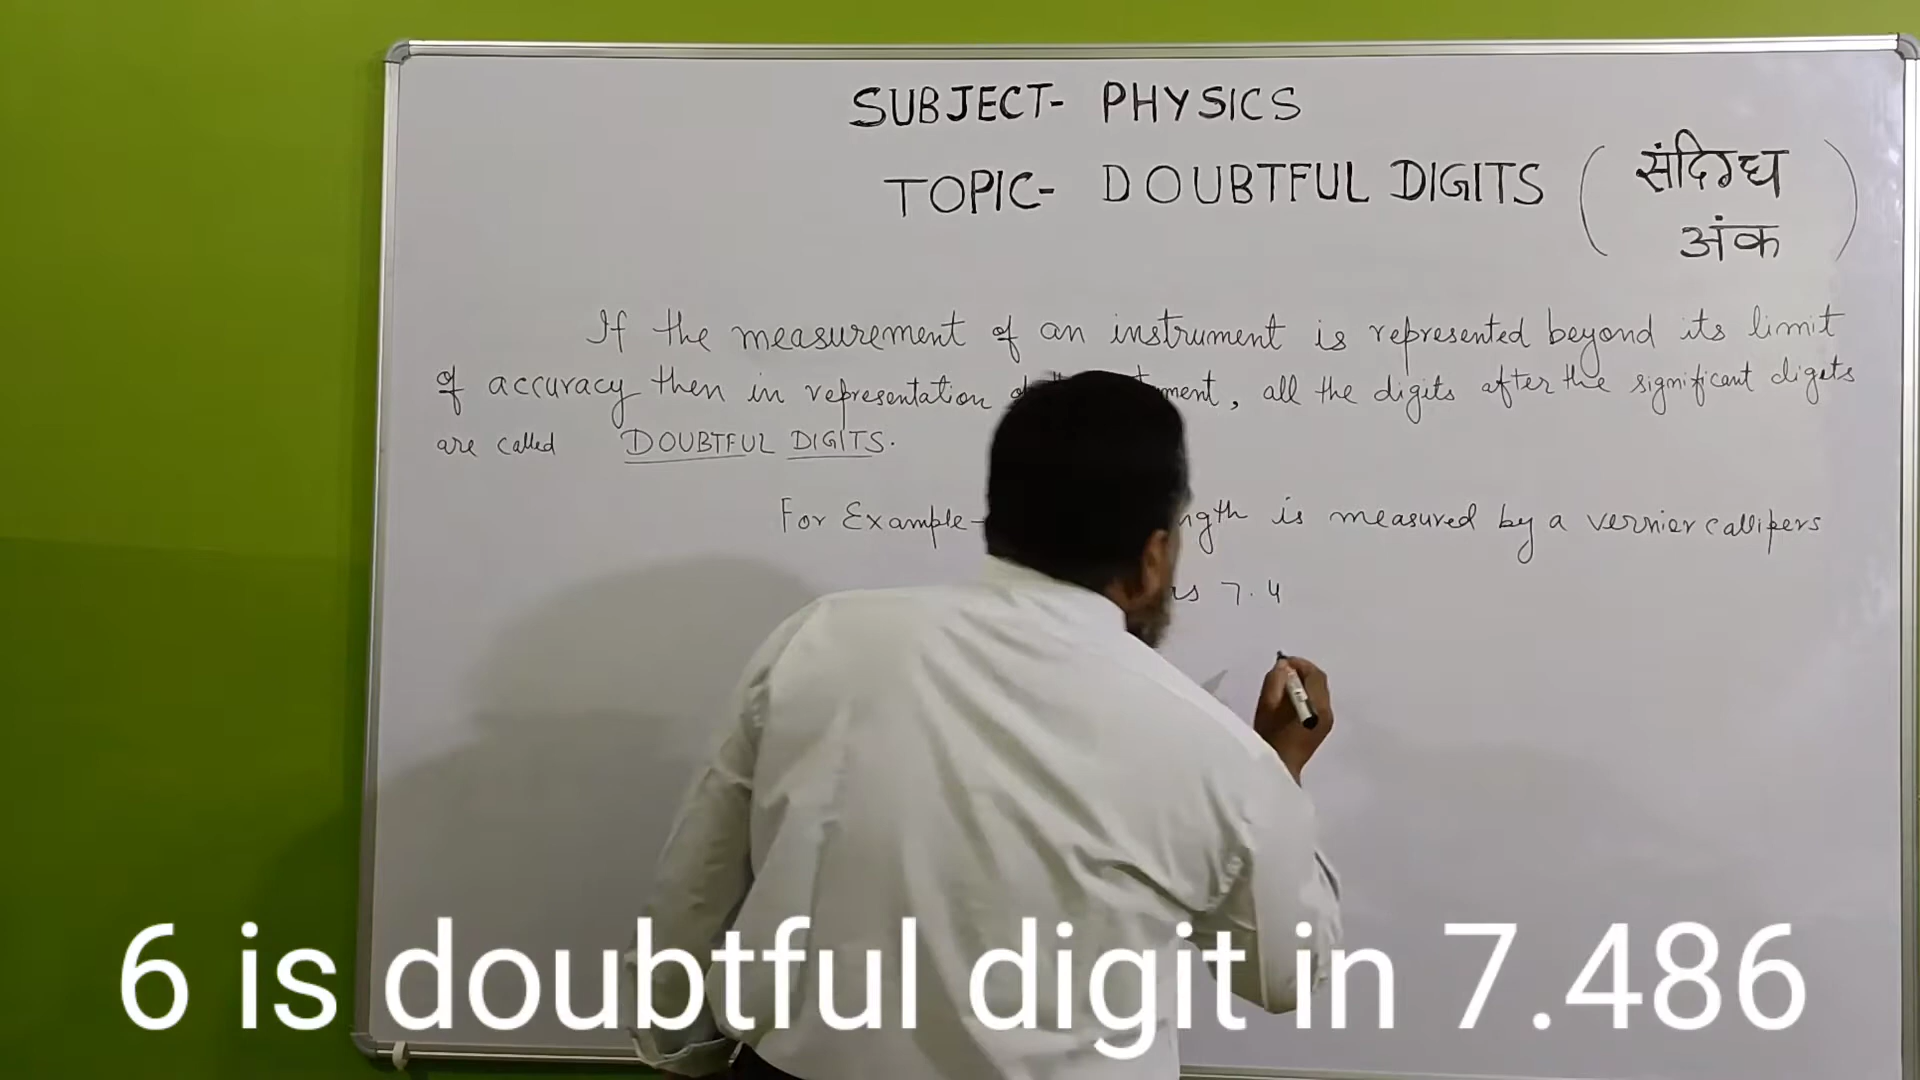 SUBJECT- PHYSICS
TOPIC- DOUBTFUL DIGITS ( संदिग्ध
अंक )
If the measurement of an instrument is represented beyond its limit
of accuracy then in representation ment, all the digits after the significant digits
are called DOUBTFUL DIGITS.
For Example- ngth is measured by a vernier callipers
as 7.4
6 is doubtful digit in 7.486